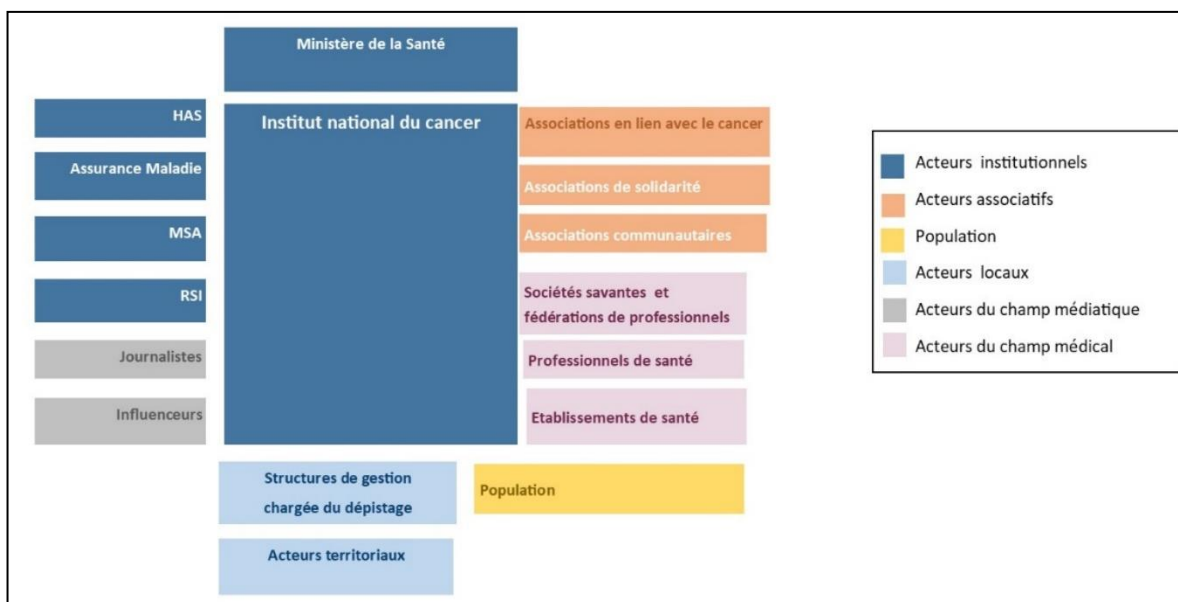 Ministère de la Santé
HAS
Assurance Maladie
MSA
RSI
Journalistes
Influenceurs
Institut national du cancer
Associations en lien avec le cancer
Associations de solidarité
Associations communautaires
Sociétés savantes et
fédérations de professionnels
Professionnels de santé
Etablissements de santé
Structures de gestion
chargée du dépistage
Population
Acteurs territoriaux
Acteurs institutionnels
Acteurs associatifs
Population
Acteurs locaux
Acteurs du champ médiatique
Acteurs du champ médical